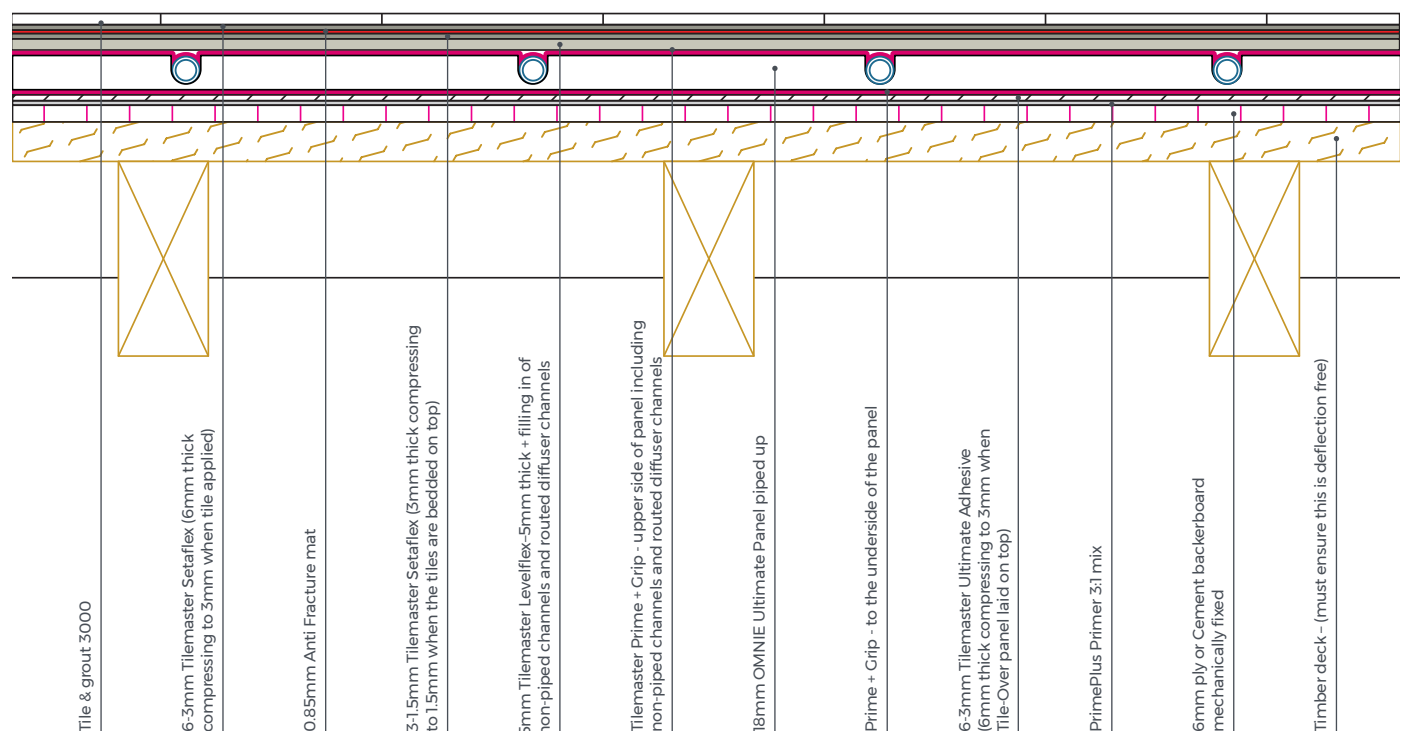 Tile & grout 3000
6-3mm Tilemaster Setaflex (6mm thick
compressing to 3mm when tile applied)
0.85mm Anti Fracture mat
3-1.5mm Tilemaster Setaflex (3mm thick compressing
to 1.5mm when the tiles are bedded on top)
5mm Tilemaster Levelflex–5mm thick + filling in of
non-piped channels and routed diffuser channels
Tilemaster Prime + Grip - upper side of panel including
non-piped channels and routed diffuser channels
18mm OMNIE Ultimate Panel piped up
Prime + Grip - to the underside of the panel
6-3mm Tilemaster Ultimate Adhesive
(6mm thick compressing to 3mm when
Tile-Over panel laid on top)
PrimePlus Primer 3:1 mix
6mm ply or Cement backerboard
mechanically fixed
Timber deck – (must ensure this is deflection free)